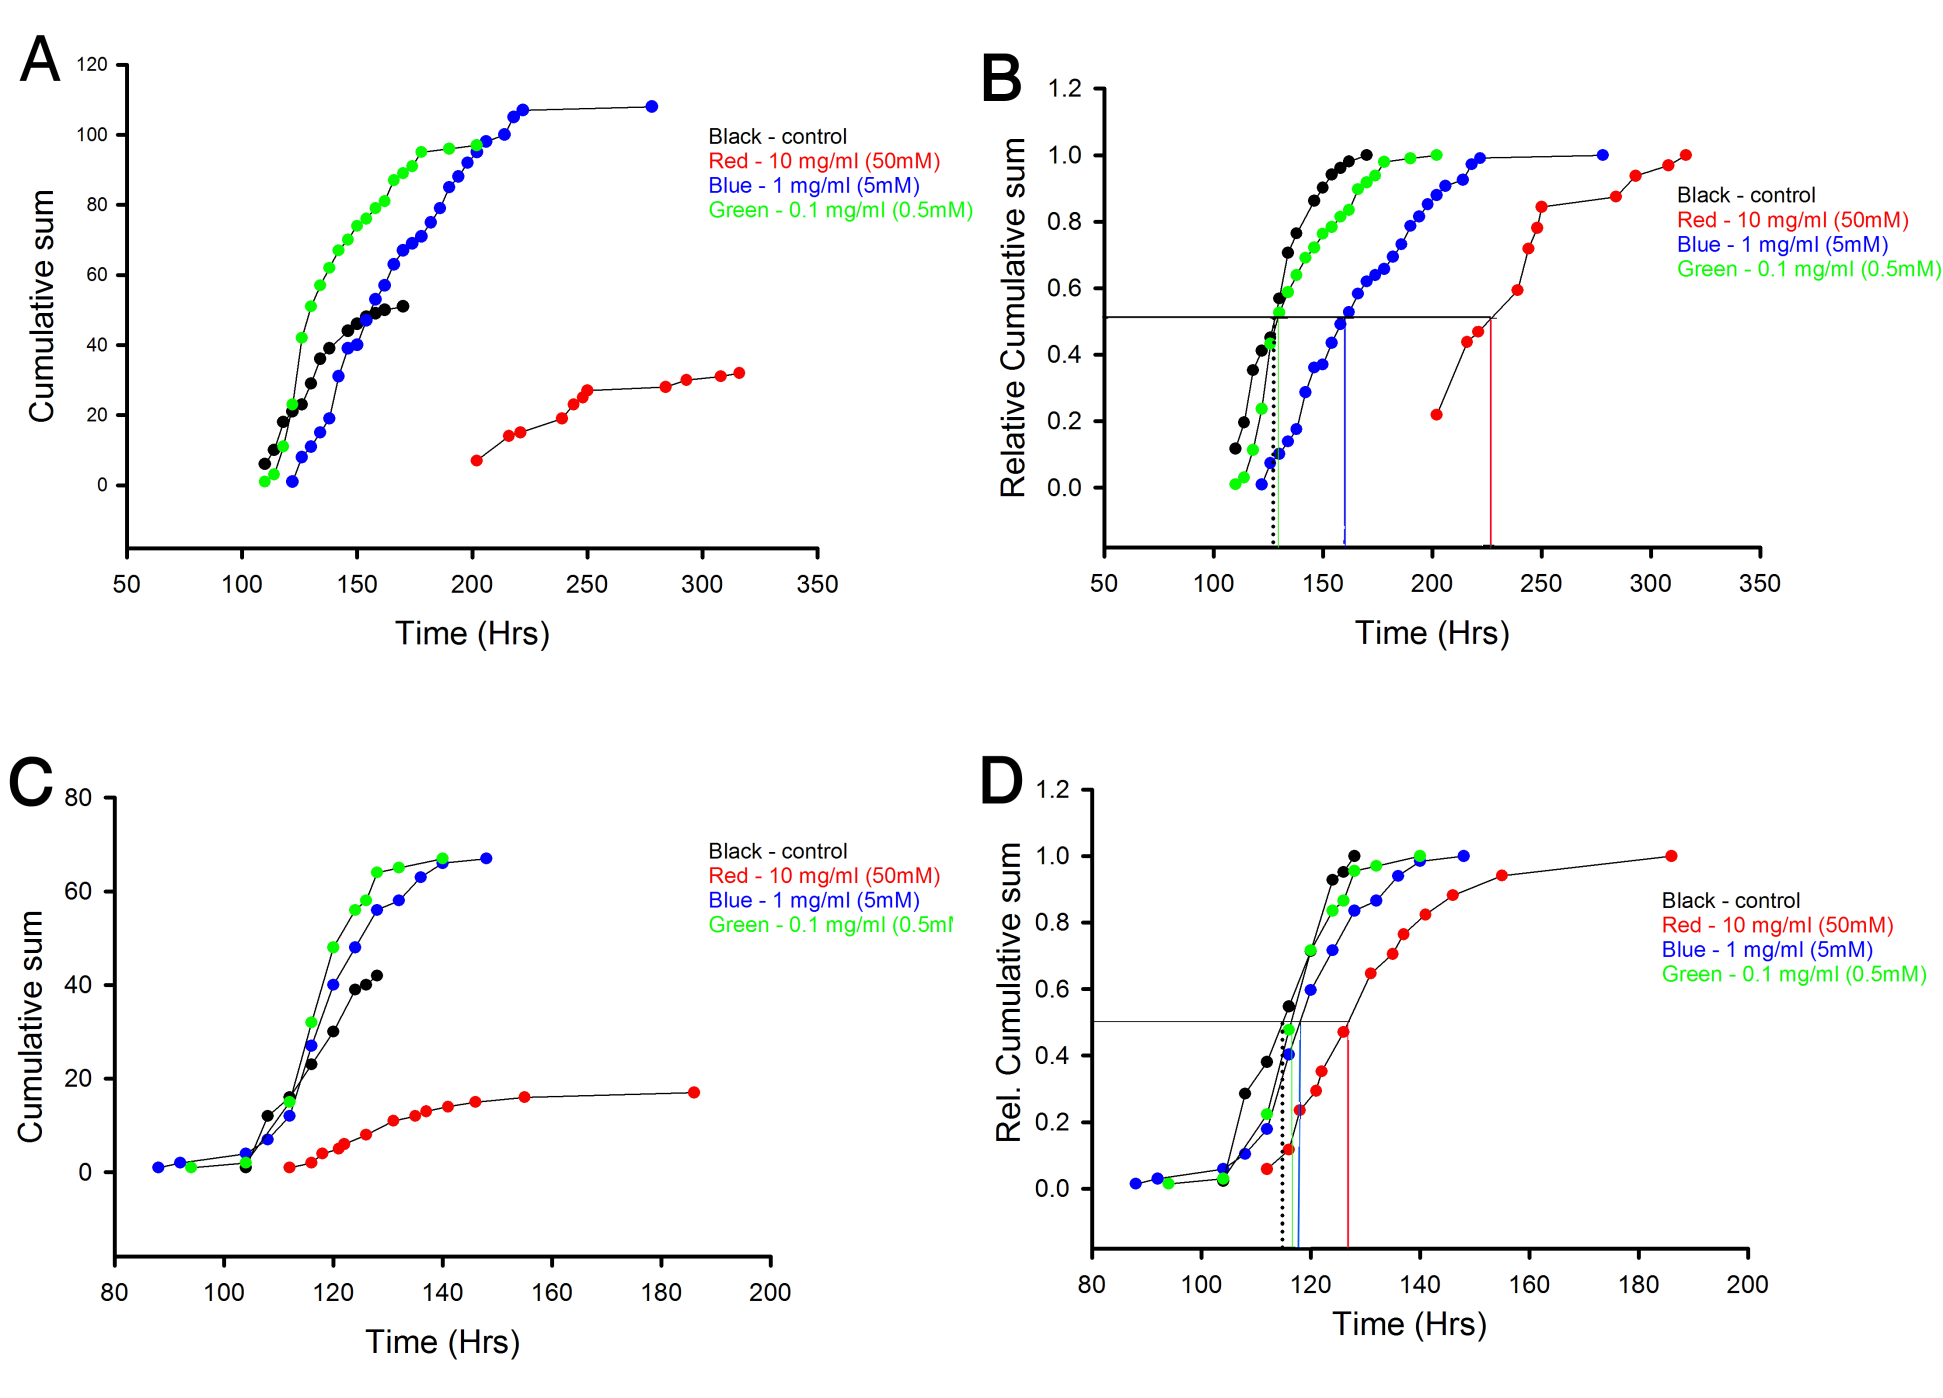 A
120
100
80
60
40
20
0
Cumulative sum
50 100 150 200 250 300 350
Time (Hrs)
Black - control
Red - 10 mg/ml (50mM)
Blue - 1 mg/ml (5mM)
Green - 0.1 mg/ml (0.5mM)
B
1.2
1.0
0.8
0.6
0.4
0.2
0.0
Relative Cumulative sum
50 100 150 200 250 300 350
Time (Hrs)
Black - control
Red - 10 mg/ml (50mM)
Blue - 1 mg/ml (5mM)
Green - 0.1 mg/ml (0.5mM)
C
80
60
40
20
0
Cumulative sum
80 100 120 140 160 180 200
Time (Hrs)
Black - control
Red - 10 mg/ml (50mM)
Blue - 1 mg/ml (5mM)
Green - 0.1 mg/ml (0.5m
D
1.2
1.0
0.8
0.6
0.4
0.2
0.0
Rel. Cumulative sum
80 100 120 140 160 180 200
Time (Hrs)
Black - control
Red - 10 mg/ml (50mM)
Blue - 1 mg/ml (5mM)
Green - 0.1 mg/ml (0.5mM)